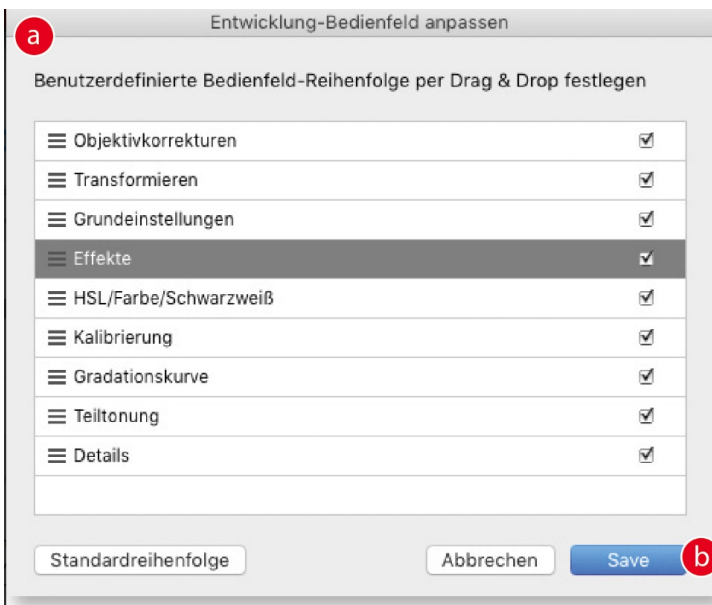 a
Entwicklung-Bedienfeld anpassen
Benutzerdefinierte Bedienfeld-Reihenfolge per Drag & Drop festlegen
Objektivkorrekturen
Transformieren
Grundeinstellungen
Effekte
HSL/Farbe/Schwarzweiß
Kalibrierung
Gradationskurve
Teiltonung
Details
Standardreihenfolge Abbrechen Save b